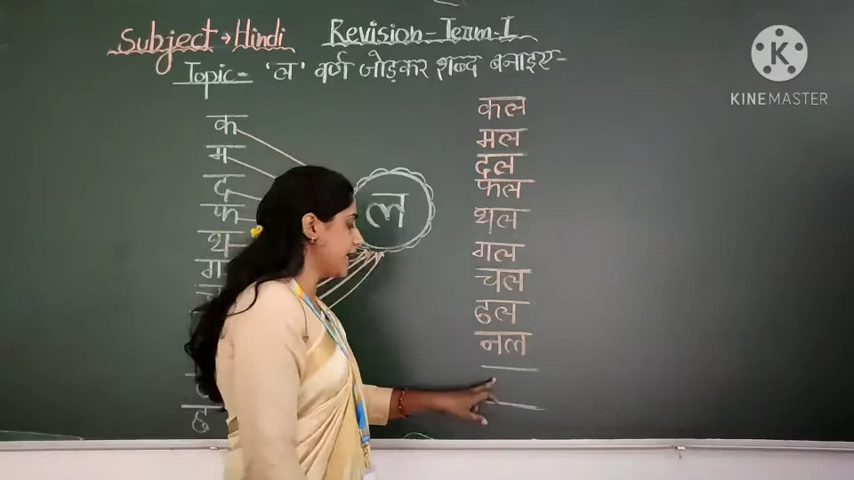 Subject → Hindi Revision-Term-I
Topic:- 'ल' वर्ण जोड़कर शब्द बनाइए-
क
म
द
फ
थ
ग
ह
ल
कल
मल
दल
फल
थल
गल
चल
ढल
नल
K
KINEMASTER